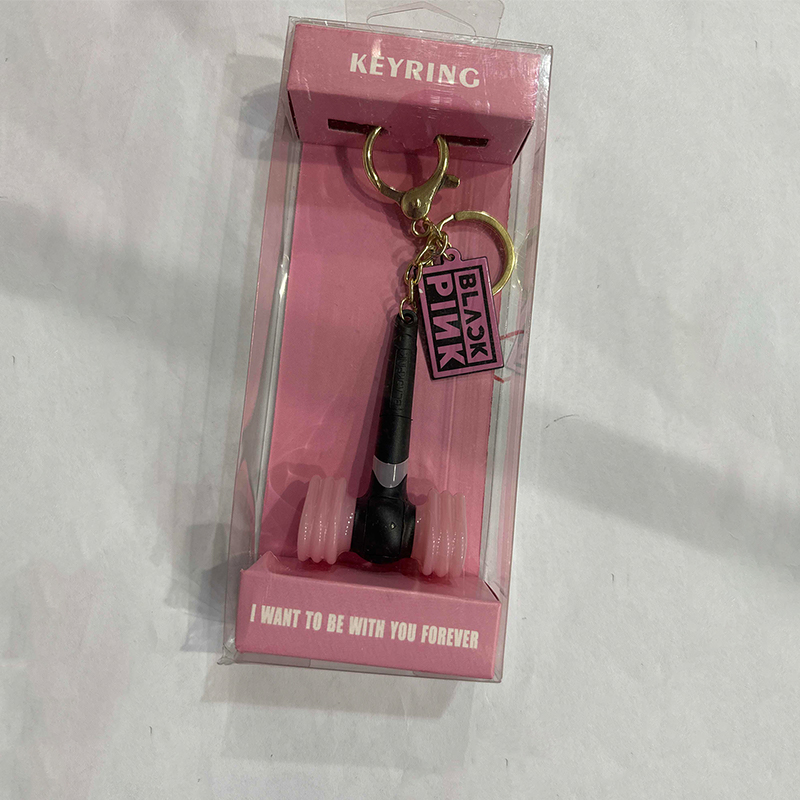 KEYRING
BLACK
PINK
I WANT TO BE WITH YOU FOREVER